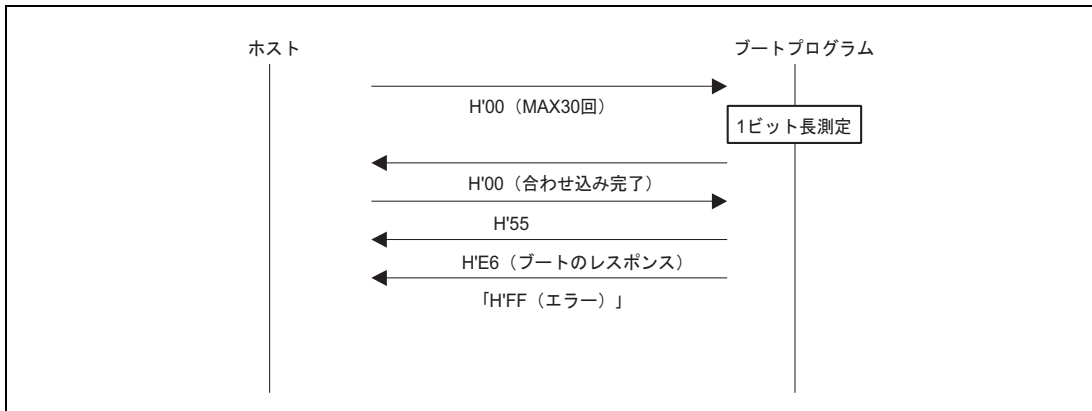 ホスト
ブートプログラム
H'00（MAX30回）
1ビット長測定
H'00（合わせ込み完了）
H'55
H'E6（ブートのレスポンス）
「H'FF（エラー）」